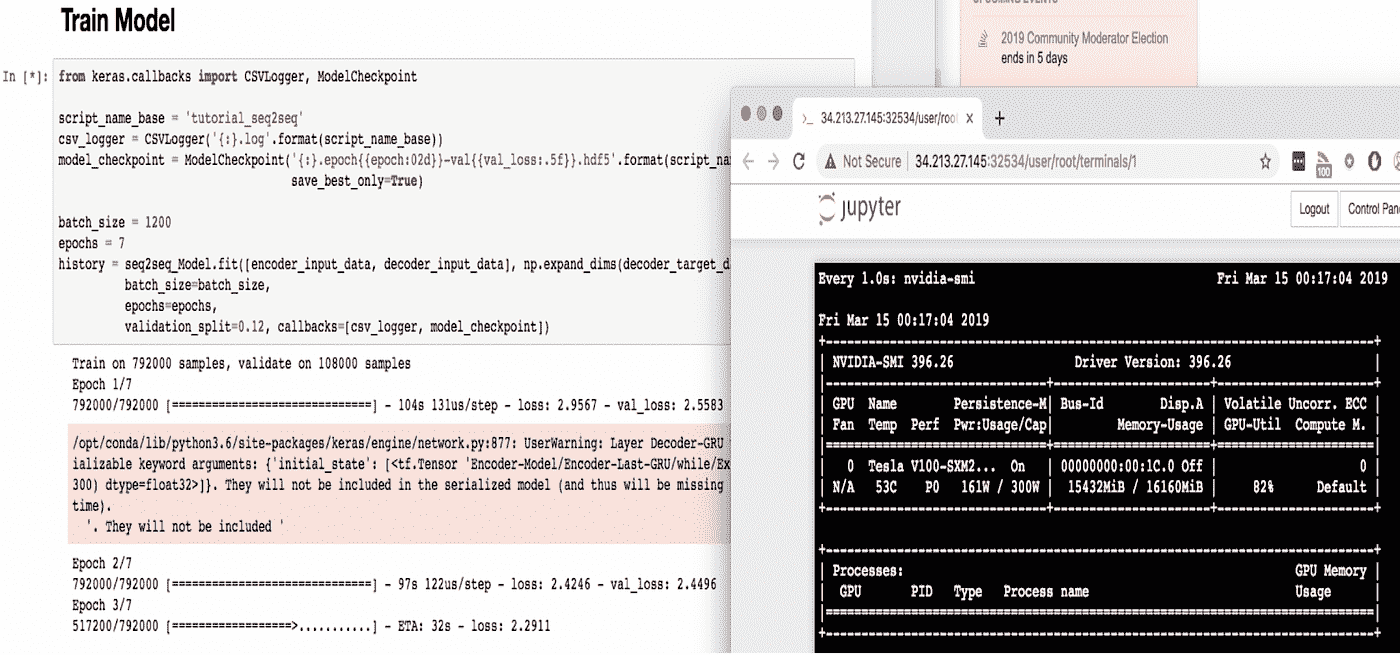 Train Model
In [*]: from keras.callbacks import CSVLogger, ModelCheckpoint
script_name_base = 'tutorial_seq2seq'
csv_logger = CSVLogger('{:}.log'.format(script_name_base))
model_checkpoint = ModelCheckpoint('{:}.epoch{{epoch:02d}}-val{{val_loss:.5f}}.hdf5'.format(script_na
save_best_only=True)
batch_size = 1200
epochs = 7
history = seq2seq_Model.fit([encoder_input_data, decoder_input_data], np.expand_dims(decoder_target_d
batch_size=batch_size,
epochs=epochs,
validation_split=0.12, callbacks=[csv_logger, model_checkpoint])
Train on 792000 samples, validate on 108000 samples
Epoch 1/7
792000/792000 [==============================] - 104s 131us/step - loss: 2.9567 - val_loss: 2.5583
/opt/conda/lib/python3.6/site-packages/keras/engine/network.py:877: UserWarning: Layer Decoder-GRU
ializable keyword arguments: {'initial_state': [<tf.Tensor 'Encoder-Model/Encoder-Last-GRU/while/Ex
300) dtype=float32>]}. They will not be included in the serialized model (and thus will be missing
time).
'. They will not be included '
Epoch 2/7
792000/792000 [==============================] - 97s 122us/step - loss: 2.4246 - val_loss: 2.4496
Epoch 3/7
517200/792000 [==================>...........] - ETA: 32s - loss: 2.2911
UPCOMING EVENTS
2019 Community Moderator Election
ends in 5 days
34.213.27.145:32534/user/root
Not Secure | 34.213.27.145:32534/user/root/terminals/1
100
jupyter
Logout
Control Pan
Every 1.0s: nvidia-smi Fri Mar 15 00:17:04 2019
Fri Mar 15 00:17:04 2019
NVIDIA-SMI 396.26 Driver Version: 396.26
GPU Name Persistence-M| Bus-Id Disp.A | Volatile Uncorr. ECC
Fan Temp Perf Pwr:Usage/Cap| Memory-Usage | GPU-Util Compute M.
0 Tesla V100-SXM2... On | 00000000:00:1C.0 Off | 0
N/A 53C P0 161W / 300W | 15432MiB / 16160MiB | 82% Default
Processes: GPU Memory
GPU PID Type Process name Usage